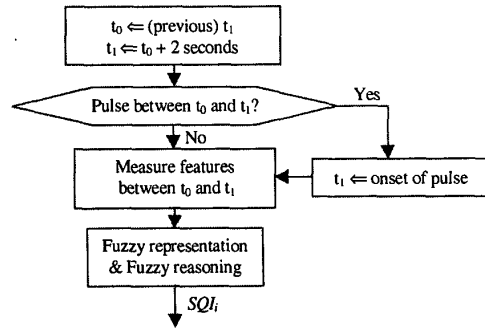 t₀ ⇐ (previous) t₁
t₁ ⇐ t₀ + 2 seconds
Pulse between t₀ and t₁?
Yes
No
Measure features
between t₀ and t₁
t₁ ⇐ onset of pulse
Fuzzy representation
& Fuzzy reasoning
SQIᵢ